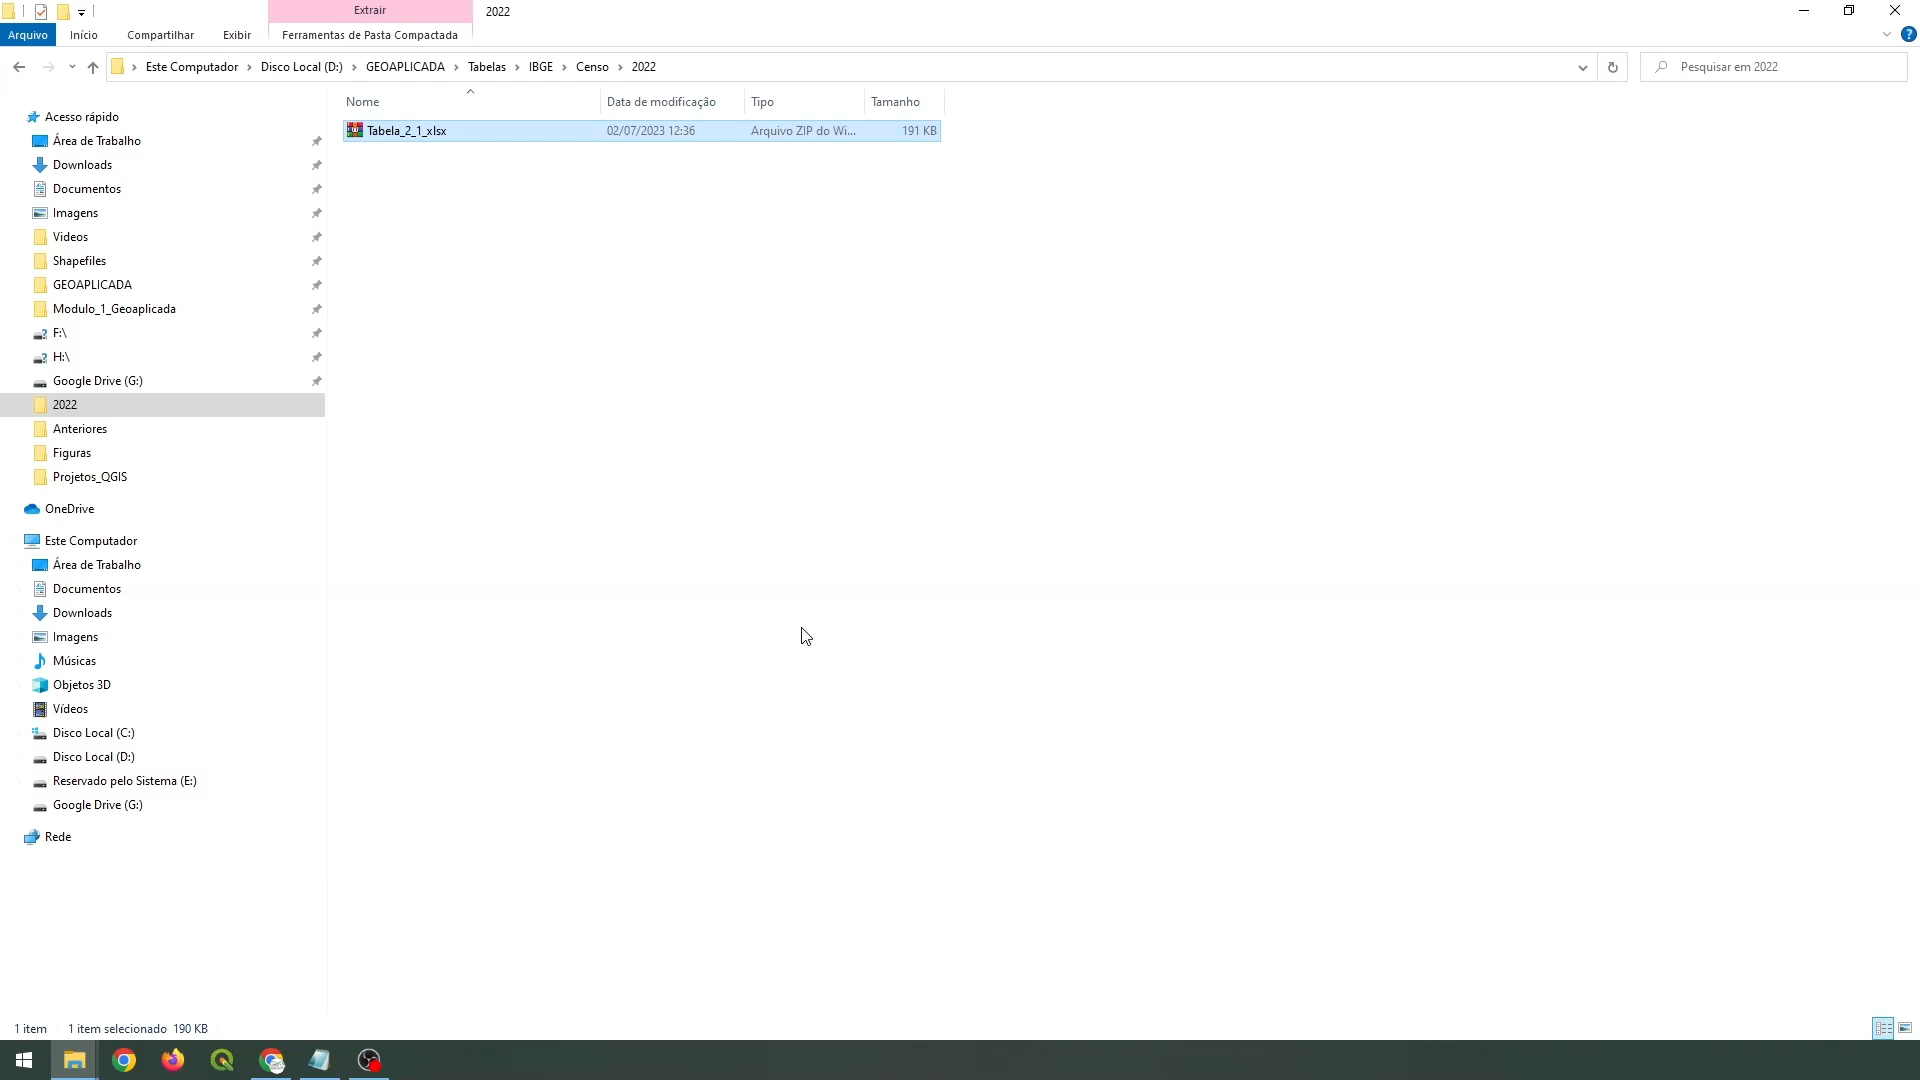 Extrair
2022
Arquivo
Início
Compartilhar
Exibir
Ferramentas de Pasta Compactada
Este Computador
Disco Local (D:)
GEOAPLICADA
Tabelas
IBGE
Censo
2022
Pesquisar em 2022
Nome
Data de modificação
Tipo
Tamanho
Tabela_2_1_xlsx
02/07/2023 12:36
Arquivo ZIP do Wi...
191 KB
Acesso rápido
Área de Trabalho
Downloads
Documentos
Imagens
Videos
Shapefiles
GEOAPLICADA
Modulo_1_Geoaplicada
F:\
H:\
Google Drive (G:)
2022
Anteriores
Figuras
Projetos_QGIS
OneDrive
Este Computador
Área de Trabalho
Documentos
Downloads
Imagens
Músicas
Objetos 3D
Vídeos
Disco Local (C:)
Disco Local (D:)
Reservado pelo Sistema (E:)
Google Drive (G:)
Rede
1 item
1 item selecionado 190 KB